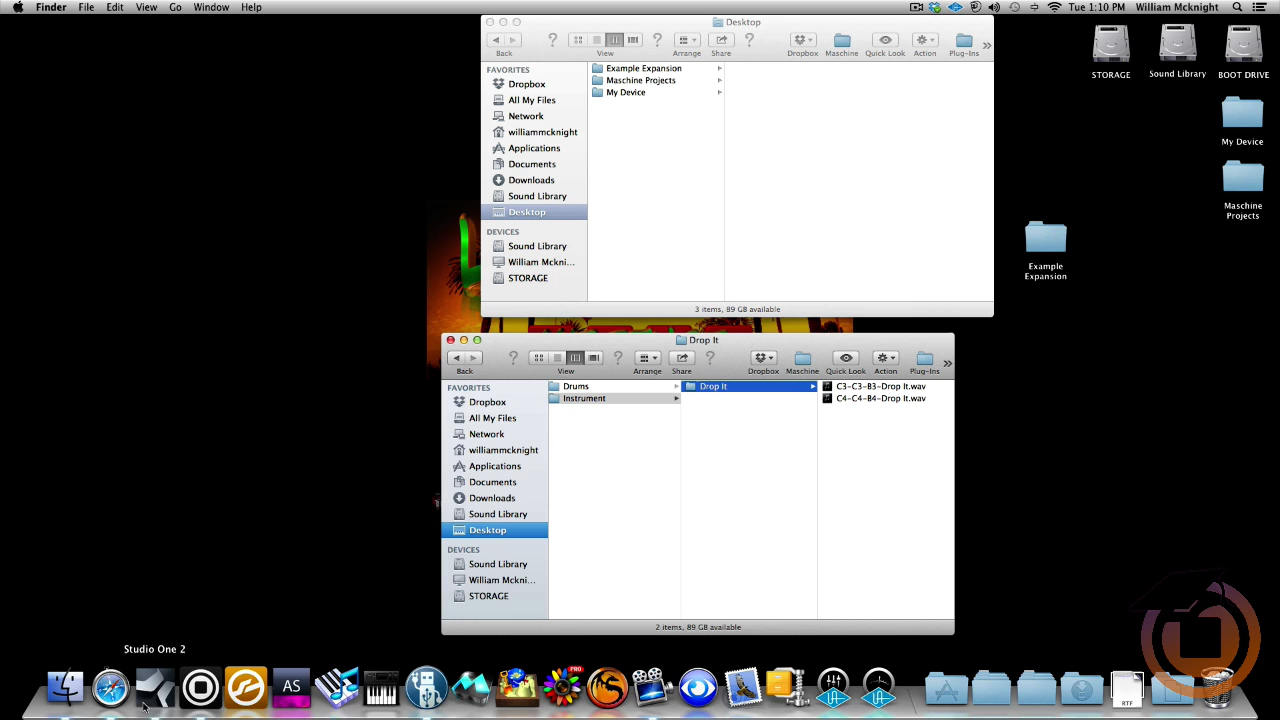 Finder File Edit View Go Window Help
Tue 1:10 PM William Mcknight
Desktop
Back View Arrange Share Dropbox Maschine Quick Look Action Plug-Ins
FAVORITES
Dropbox
All My Files
Network
williammcknight
Applications
Documents
Downloads
Sound Library
Desktop
DEVICES
Sound Library
William Mckni...
STORAGE
Example Expansion
Maschine Projects
My Device
3 items, 89 GB available
STORAGE
Sound Library
BOOT DRIVE
My Device
Maschine
Projects
Example
Expansion
Drop It
Back View Arrange Share Dropbox Maschine Quick Look Action Plug-Ins
FAVORITES
Dropbox
All My Files
Network
williammcknight
Applications
Documents
Downloads
Sound Library
Desktop
DEVICES
Sound Library
William Mckni...
STORAGE
Drums
Instrument
Drop It
C3-C3-B3-Drop It.wav
C4-C4-B4-Drop It.wav
2 items, 89 GB available
Studio One 2
AS
PRO
UA
UA
RTF